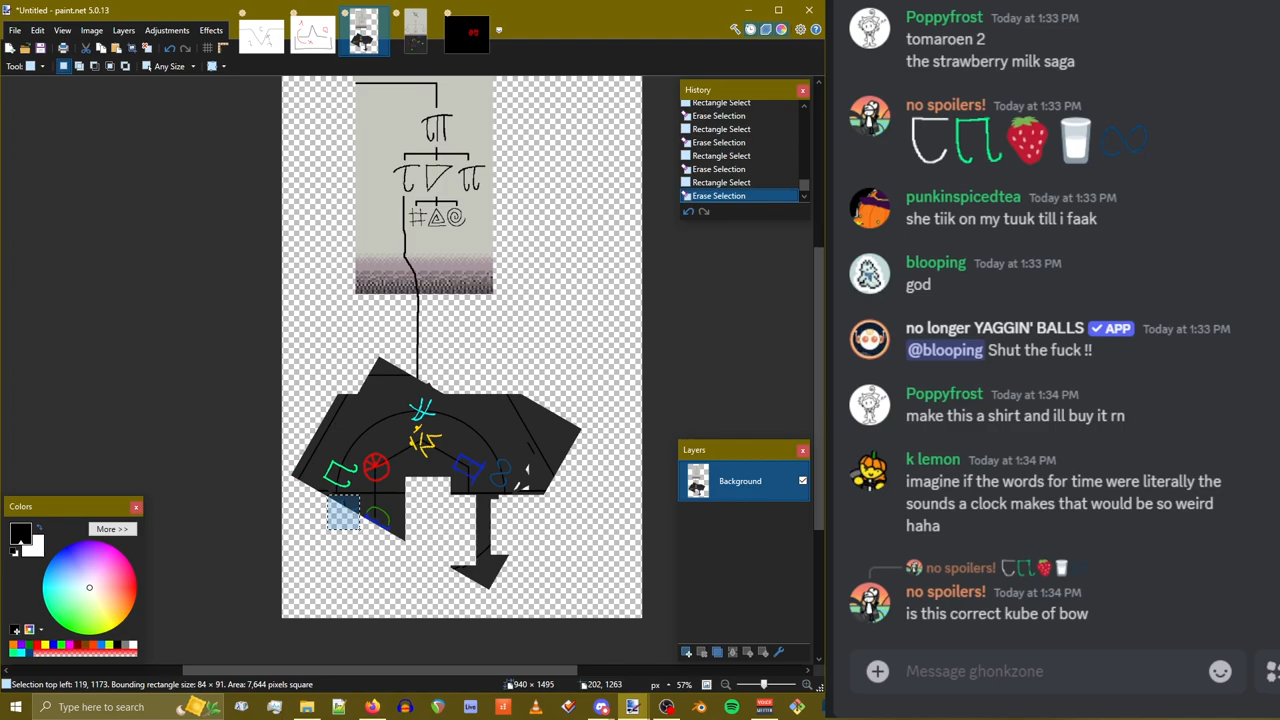 *Untitled - paint.net 5.0.13
File
Edit
View
Image
Layers
Adjustments
Effects
Tool:
Any Size
History
Rectangle Select
Erase Selection
Rectangle Select
Erase Selection
Rectangle Select
Erase Selection
Rectangle Select
Erase Selection
Layers
Background
Colors
More >>
Selection top left: 119, 1173. Bounding rectangle size: 84 × 91. Area: 7,644 pixels square
940 × 1495
202, 1263
px
57%
Type here to search
Live
Poppyfrost Today at 1:33 PM
tomaroen 2
the strawberry milk saga
no spoilers! Today at 1:33 PM
🍓🥛
punkinspicedtea Today at 1:33 PM
she tiik on my tuuk till i faak
blooping Today at 1:33 PM
god
no longer YAGGIN' BALLS ✓ APP Today at 1:33 PM
@blooping Shut the fuck !!
Poppyfrost Today at 1:34 PM
make this a shirt and ill buy it rn
k lemon Today at 1:34 PM
imagine if the words for time were literally the
sounds a clock makes that would be so weird
haha
no spoilers! 🍓🥛
no spoilers! Today at 1:34 PM
is this correct kube of bow
Message ghonkzone